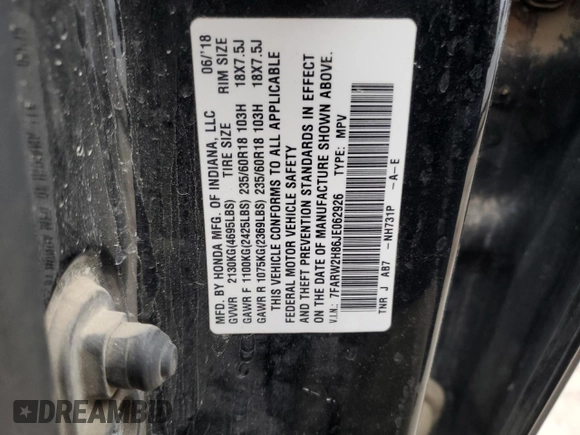 MFD. BY HONDA MFG. OF INDIANA, LLC 06/'18
GVWR 2130KG(4695LBS) TIRE SIZE RIM SIZE
GAWR F 1100KG(2425LBS) 235/60R18 103H 18X7.5J
GAWR R 1075KG(2369LBS) 235/60R18 103H 18X7.5J
THIS VEHICLE CONFORMS TO ALL APPLICABLE
FEDERAL MOTOR VEHICLE SAFETY
AND THEFT PREVENTION STANDARDS IN EFFECT
ON THE DATE OF MANUFACTURE SHOWN ABOVE.
V.I.N.: 7FARW2H86JE062926 TYPE: MPV
TNR J AB7 -NH731P -A-E
DREAMBID